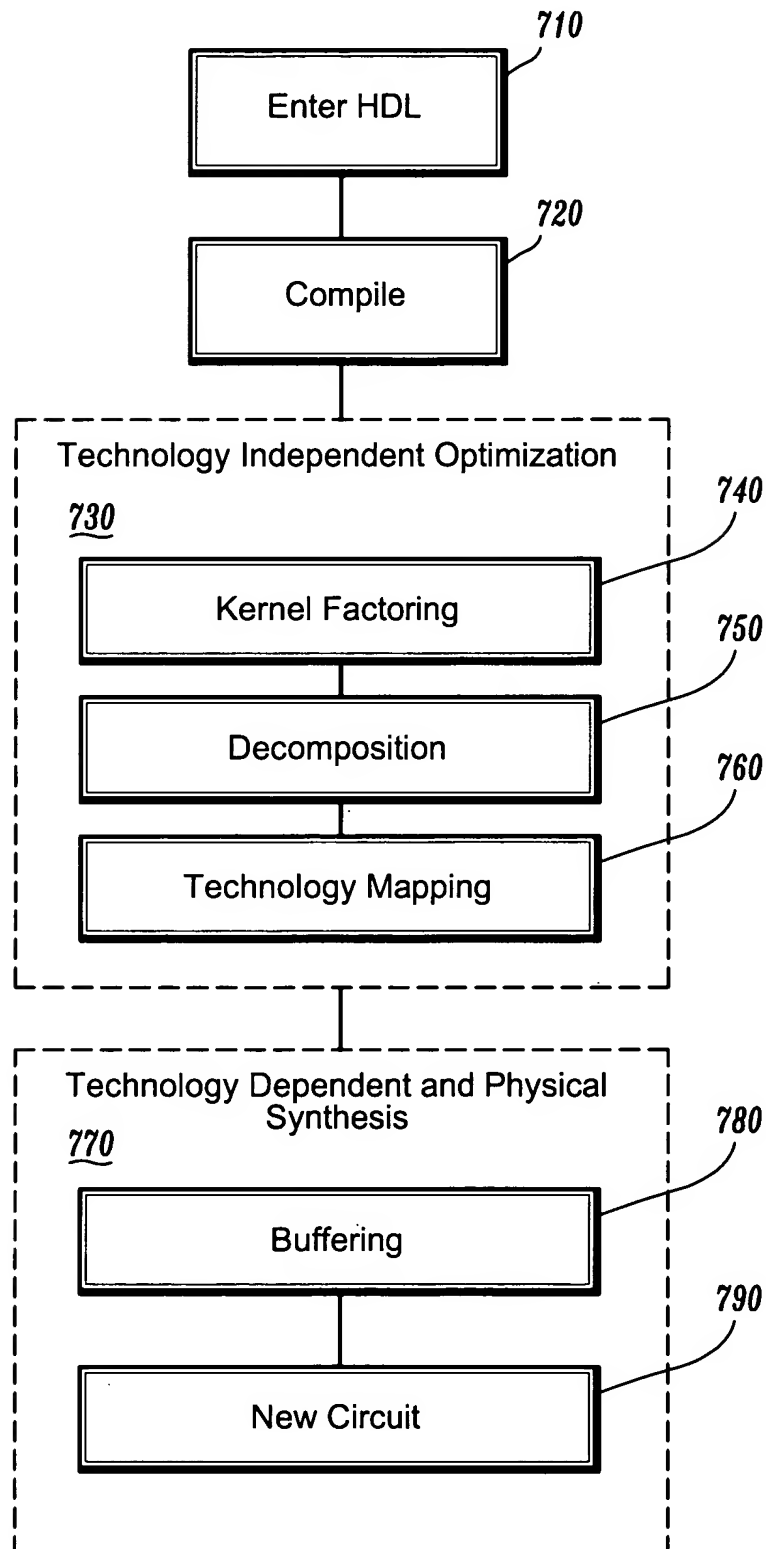 710
Enter HDL
720
Compile
Technology Independent Optimization
730
740
Kernel Factoring
750
Decomposition
760
Technology Mapping
Technology Dependent and Physical
Synthesis
770
780
Buffering
790
New Circuit